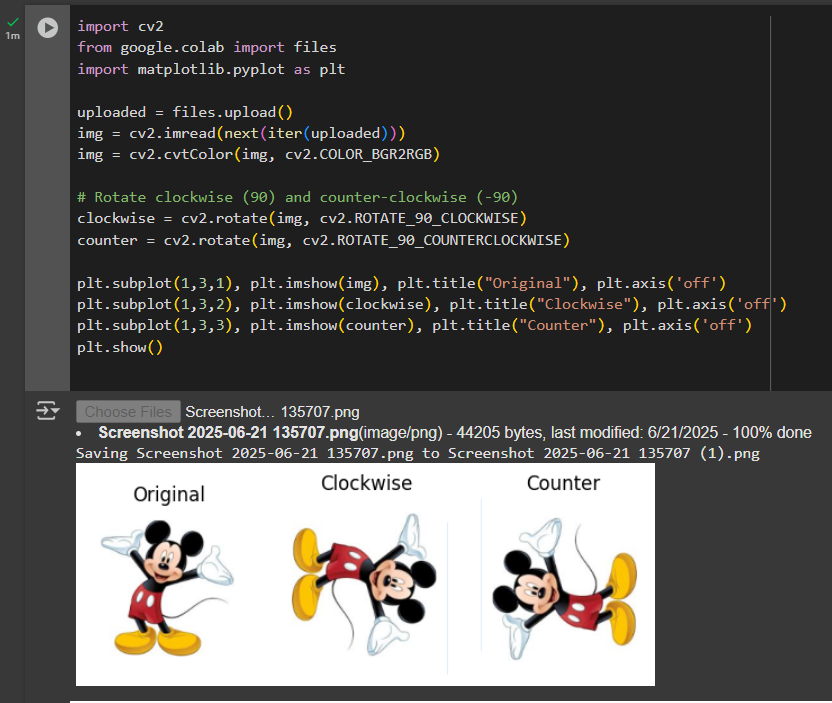 import cv2
1m
from google.colab import files
import matplotlib.pyplot as plt
uploaded = files.upload()
img = cv2.imread(next(iter(uploaded)))
img = cv2.cvtColor(img, cv2.COLOR_BGR2RGB)
# Rotate clockwise (90) and counter-clockwise (-90)
clockwise = cv2.rotate(img, cv2.ROTATE_90_CLOCKWISE)
counter = cv2.rotate(img, cv2.ROTATE_90_COUNTERCLOCKWISE)
plt.subplot(1,3,1), plt.imshow(img), plt.title("Original"), plt.axis('off')
plt.subplot(1,3,2), plt.imshow(clockwise), plt.title("Clockwise"), plt.axis('off')
plt.subplot(1,3,3), plt.imshow(counter), plt.title("Counter"), plt.axis('off')
plt.show()
Choose Files Screenshot... 135707.png
• Screenshot 2025-06-21 135707.png(image/png) - 44205 bytes, last modified: 6/21/2025 - 100% done
Saving Screenshot 2025-06-21 135707.png to Screenshot 2025-06-21 135707 (1).png
Original Clockwise Counter